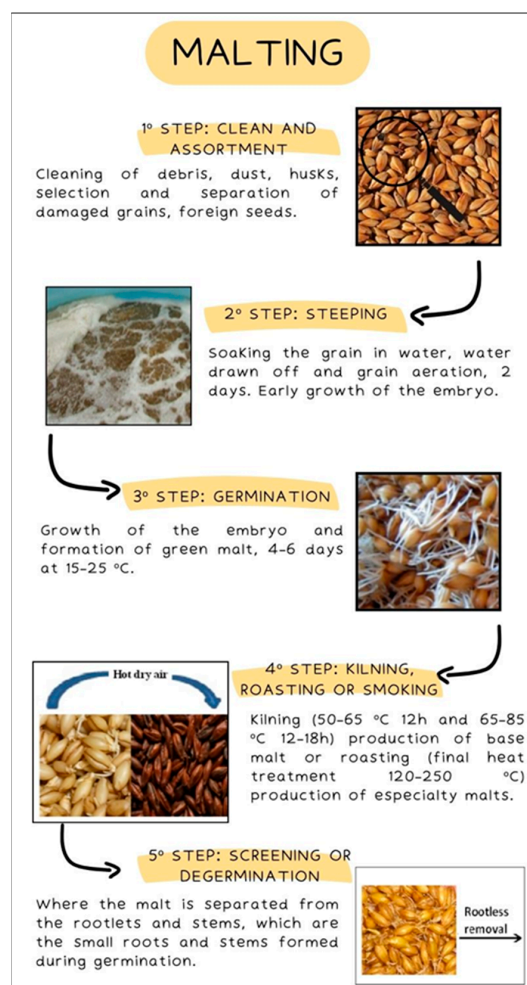 MALTING
1º STEP: CLEAN AND
ASSORTMENT
Cleaning of debris, dust, husks,
selection and separation of
damaged grains, foreign seeds.
2º STEP: STEEPING
Soaking the grain in water, water
drawn off and grain aeration, 2
days. Early growth of the embryo.
3º STEP: GERMINATION
Growth of the embryo and
formation of green malt, 4-6 days
at 15-25 ºC.
Hot dry air
4º STEP: KILNING,
ROASTING OR SMOKING
Kilning (50-65 ºC 12h and 65-85
ºC 12-18h) production of base
malt or roasting (final heat
treatment 120-250 ºC)
production of especialty malts.
5º STEP: SCREENING OR
DEGERMINATION
Where the malt is separated from
the rootlets and stems, which are
the small roots and stems formed
during germination.
Rootless
removal